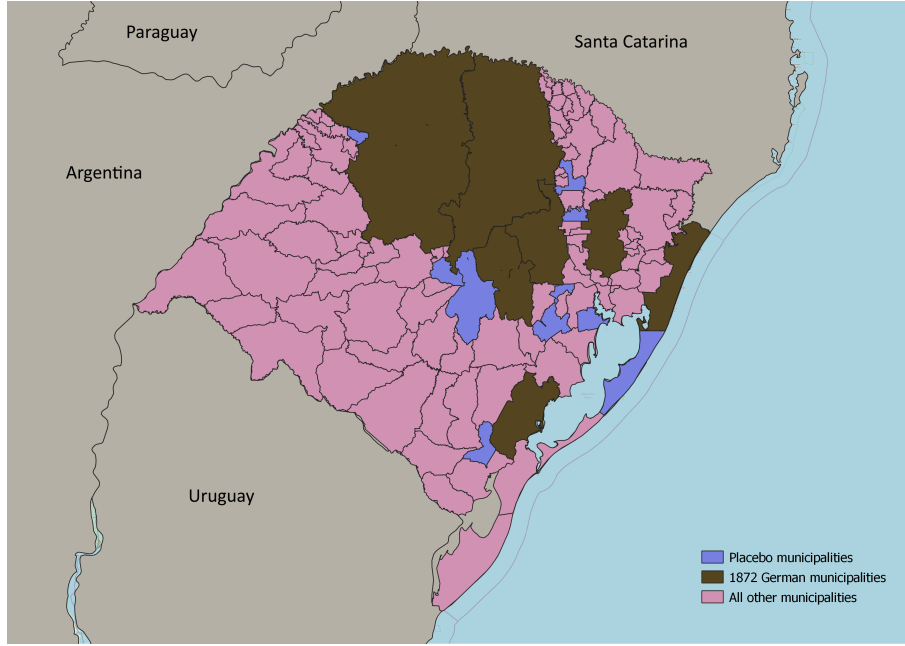 Paraguay
Santa Catarina
Argentina
Uruguay
Placebo municipalities
1872 German municipalities
All other municipalities